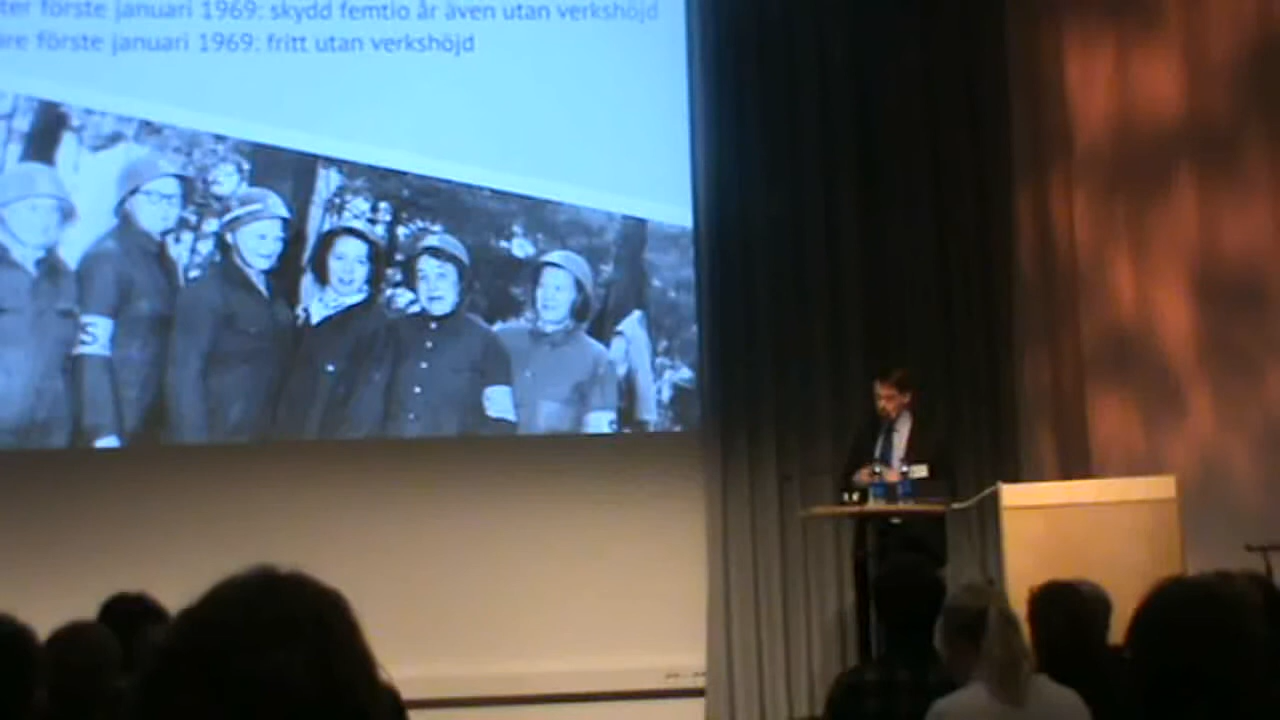 ter förste januari 1969: skydd femtio år även utan verkshöjd
re förste januari 1969: fritt utan verkshöjd
S